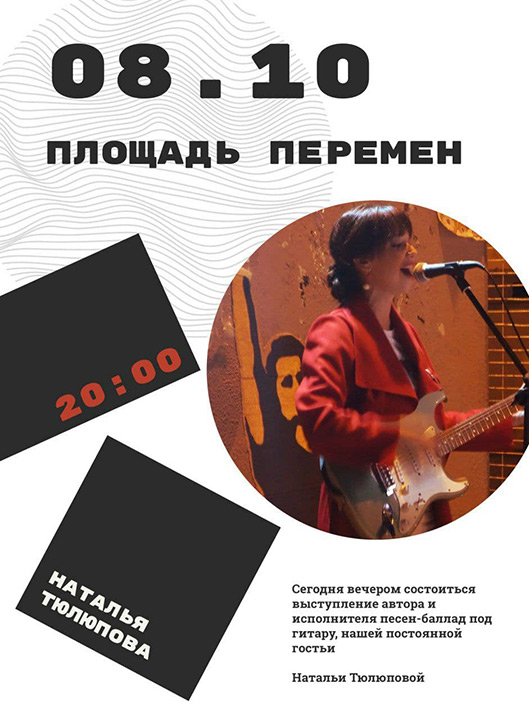 08.10
ПЛОЩАДЬ ПЕРЕМЕН
20:00
НАТАЛЬЯ
ТЮЛЮПОВА
Сегодня вечером состоиться
выступление автора и
исполнителя песен-баллад под
гитару, нашей постоянной
гостьи
Натальи Тюлюповой